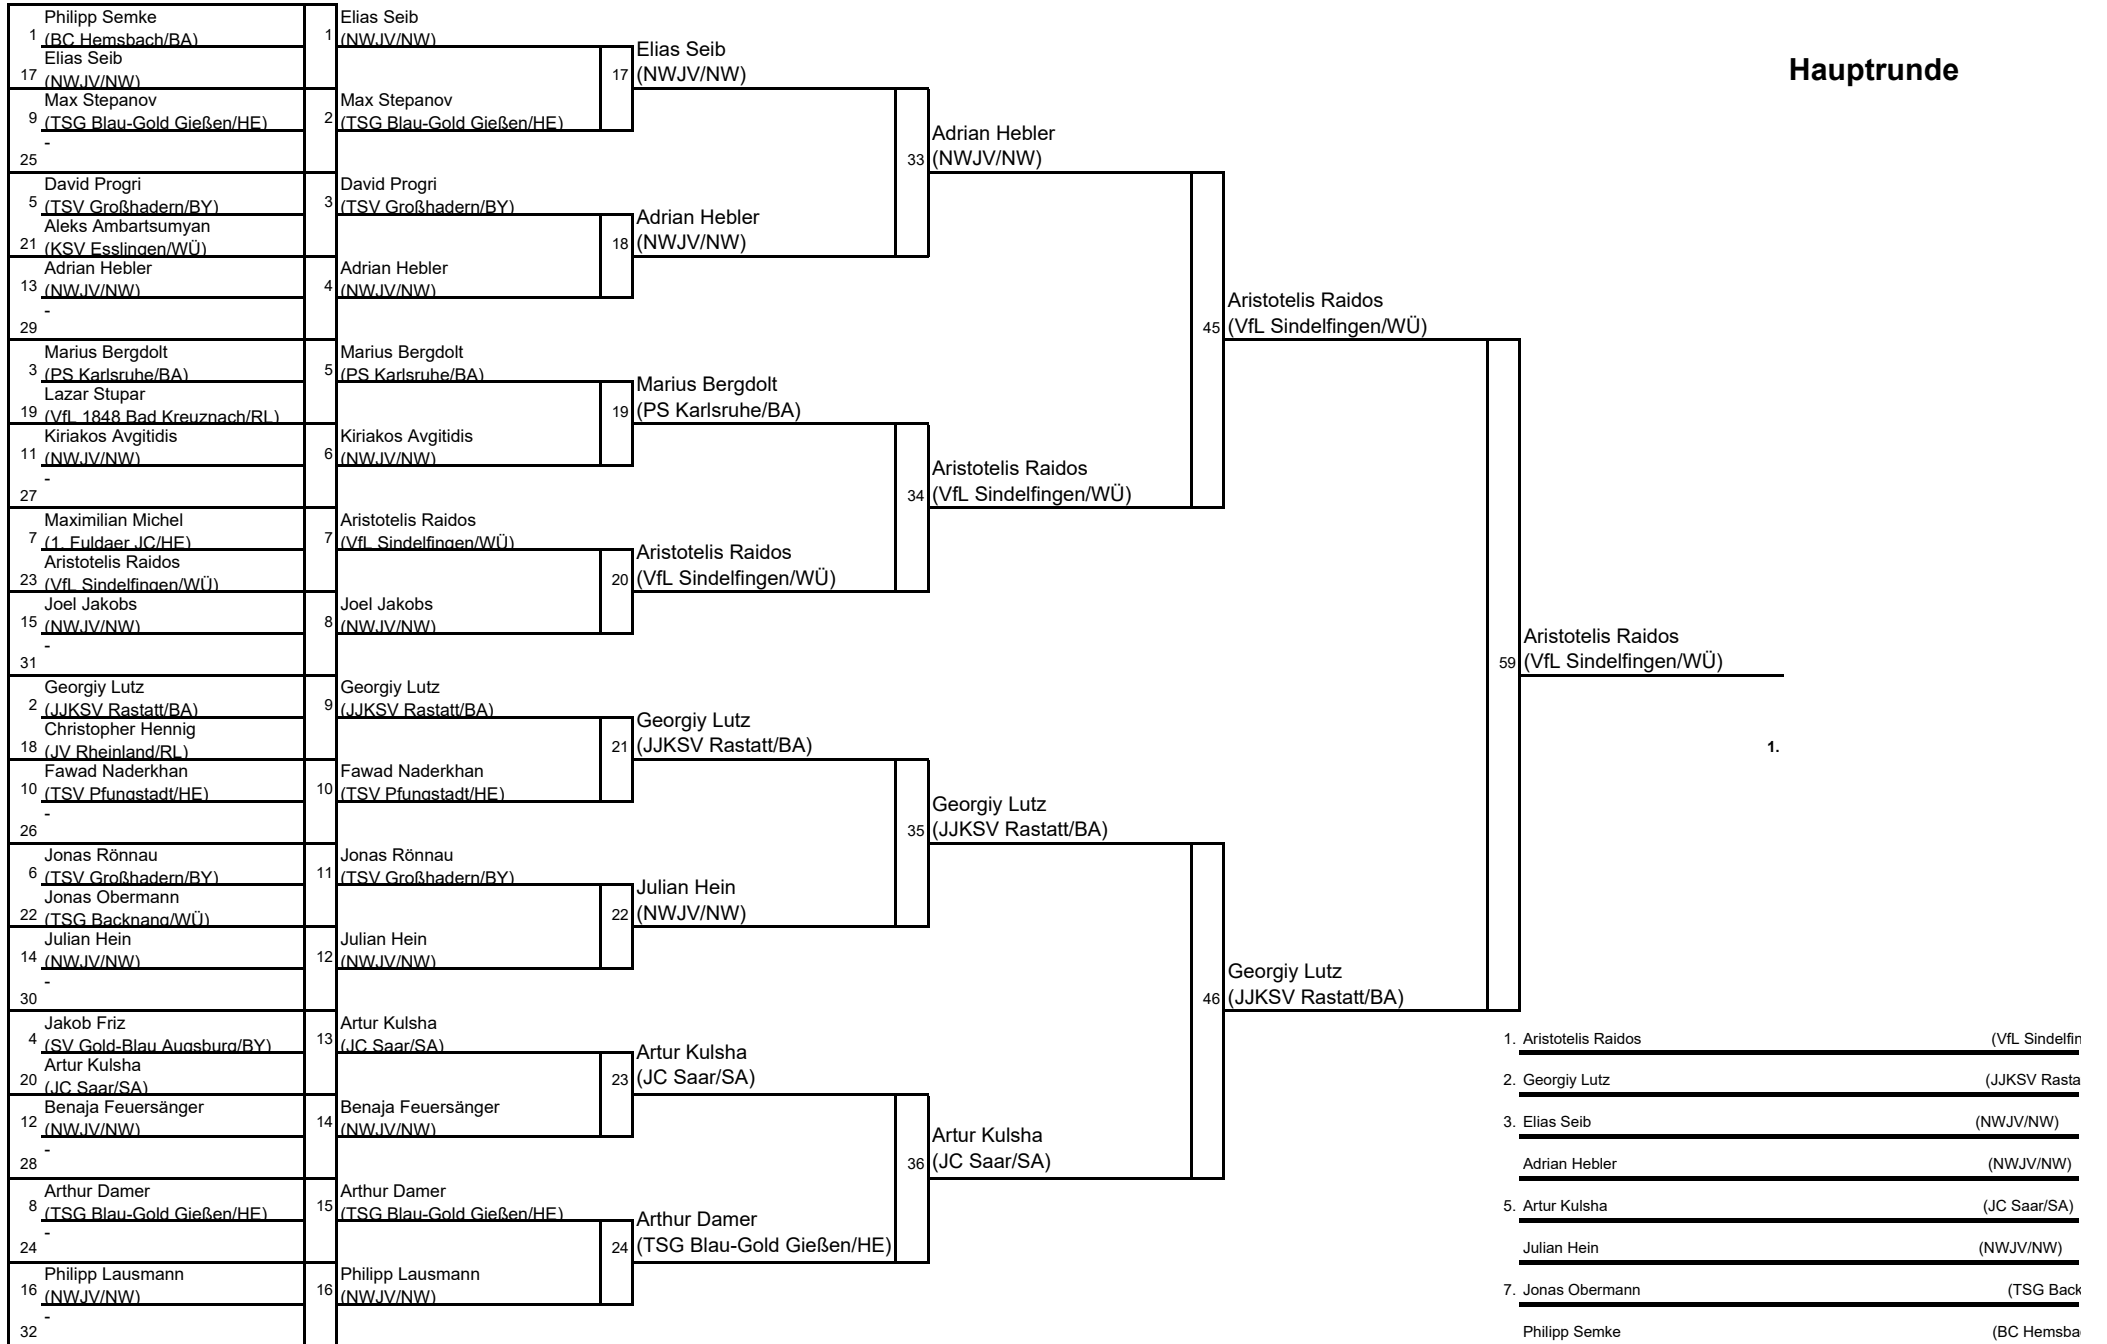 Hauptrunde
1 Philipp Semke
(BC Hemsbach/BA)
17 Elias Seib
(NWJV/NW)
9 Max Stepanov
(TSG Blau-Gold Gießen/HE)
25 -
5 David Progri
(TSV Großhadern/BY)
21 Aleks Ambartsumyan
(KSV Esslingen/WÜ)
13 Adrian Hebler
(NWJV/NW)
29 -
3 Marius Bergdolt
(PS Karlsruhe/BA)
19 Lazar Stupar
(VfL 1848 Bad Kreuznach/RL)
11 Kiriakos Avgitidis
(NWJV/NW)
27 -
7 Maximilian Michel
(1. Fuldaer JC/HE)
23 Aristotelis Raidos
(VfL Sindelfingen/WÜ)
15 Joel Jakobs
(NWJV/NW)
31 -
2 Georgiy Lutz
(JJKSV Rastatt/BA)
18 Christopher Hennig
(JV Rheinland/RL)
10 Fawad Naderkhan
(TSV Pfungstadt/HE)
26 -
6 Jonas Rönnau
(TSV Großhadern/BY)
22 Jonas Obermann
(TSG Backnang/WÜ)
14 Julian Hein
(NWJV/NW)
30 -
4 Jakob Friz
(SV Gold-Blau Augsburg/BY)
20 Artur Kulsha
(JC Saar/SA)
12 Benaja Feuersänger
(NWJV/NW)
28 -
8 Arthur Damer
(TSG Blau-Gold Gießen/HE)
24 -
16 Philipp Lausmann
(NWJV/NW)
32 -
1 Elias Seib
(NWJV/NW)
2 Max Stepanov
(TSG Blau-Gold Gießen/HE)
3 David Progri
(TSV Großhadern/BY)
4 Adrian Hebler
(NWJV/NW)
5 Marius Bergdolt
(PS Karlsruhe/BA)
6 Kiriakos Avgitidis
(NWJV/NW)
7 Aristotelis Raidos
(VfL Sindelfingen/WÜ)
8 Joel Jakobs
(NWJV/NW)
9 Georgiy Lutz
(JJKSV Rastatt/BA)
10 Fawad Naderkhan
(TSV Pfungstadt/HE)
11 Jonas Rönnau
(TSV Großhadern/BY)
12 Julian Hein
(NWJV/NW)
13 Artur Kulsha
(JC Saar/SA)
14 Benaja Feuersänger
(NWJV/NW)
15 Arthur Damer
(TSG Blau-Gold Gießen/HE)
16 Philipp Lausmann
(NWJV/NW)
17 Elias Seib
(NWJV/NW)
18 Adrian Hebler
(NWJV/NW)
19 Marius Bergdolt
(PS Karlsruhe/BA)
20 Aristotelis Raidos
(VfL Sindelfingen/WÜ)
21 Georgiy Lutz
(JJKSV Rastatt/BA)
22 Julian Hein
(NWJV/NW)
23 Artur Kulsha
(JC Saar/SA)
24 Arthur Damer
(TSG Blau-Gold Gießen/HE)
33 Adrian Hebler
(NWJV/NW)
34 Aristotelis Raidos
(VfL Sindelfingen/WÜ)
35 Georgiy Lutz
(JJKSV Rastatt/BA)
36 Artur Kulsha
(JC Saar/SA)
45 Aristotelis Raidos
(VfL Sindelfingen/WÜ)
46 Georgiy Lutz
(JJKSV Rastatt/BA)
59 Aristotelis Raidos
(VfL Sindelfingen/WÜ)
1.
1. Aristotelis Raidos (VfL Sindelfin
2. Georgiy Lutz (JJKSV Rasta
3. Elias Seib (NWJV/NW)
Adrian Hebler (NWJV/NW)
5. Artur Kulsha (JC Saar/SA)
Julian Hein (NWJV/NW)
7. Jonas Obermann (TSG Back
Philipp Semke (BC Hemsba